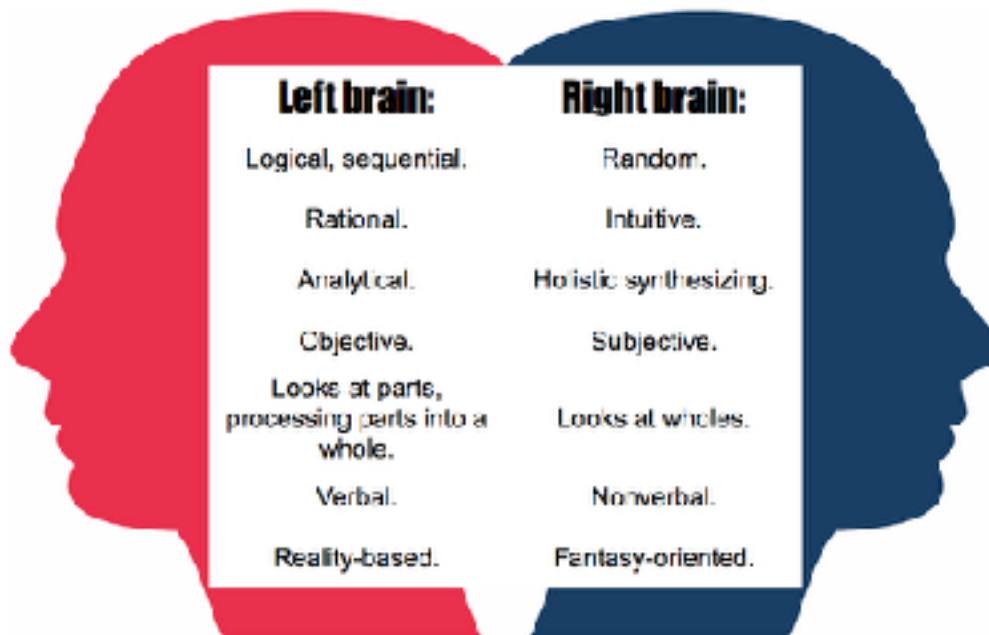 Left brain:
Right brain:
Logical, sequential.
Random.
Rational.
Intuitive.
Analytical.
Holistic synthesizing.
Objective.
Subjective.
Looks at parts,
processing parts into a
whole.
Looks at wholes.
Verbal.
Nonverbal.
Reality-based.
Fantasy-oriented.